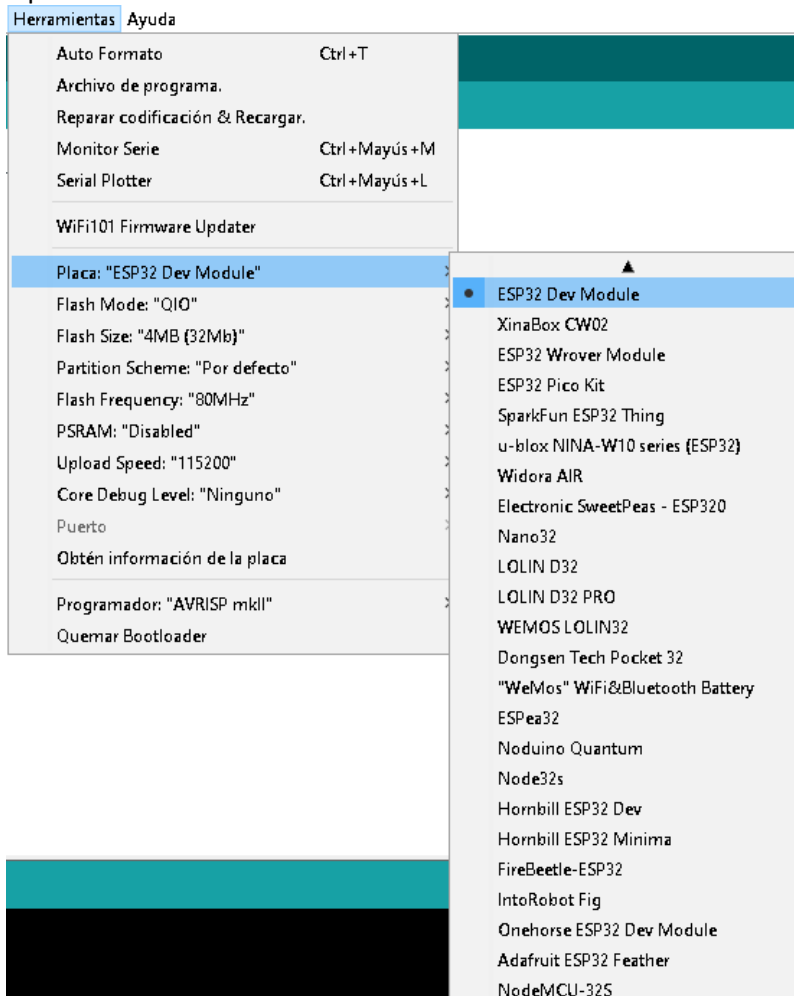 Herramientas Ayuda
Auto Formato Ctrl+T
Archivo de programa.
Reparar codificación & Recargar.
Monitor Serie Ctrl+Mayús+M
Serial Plotter Ctrl+Mayús+L
WiFi101 Firmware Updater
Placa: "ESP32 Dev Module"
Flash Mode: "QIO"
Flash Size: "4MB (32Mb)"
Partition Scheme: "Por defecto"
Flash Frequency: "80MHz"
PSRAM: "Disabled"
Upload Speed: "115200"
Core Debug Level: "Ninguno"
Puerto
Obtén información de la placa
Programador: "AVRISP mkII"
Quemar Bootloader
ESP32 Dev Module
XinaBox CW02
ESP32 Wrover Module
ESP32 Pico Kit
SparkFun ESP32 Thing
u-blox NINA-W10 series (ESP32)
Widora AIR
Electronic SweetPeas - ESP320
Nano32
LOLIN D32
LOLIN D32 PRO
WEMOS LOLIN32
Dongsen Tech Pocket 32
"WeMos" WiFi&Bluetooth Battery
ESPea32
Noduino Quantum
Node32s
Hornbill ESP32 Dev
Hornbill ESP32 Minima
FireBeetle-ESP32
IntoRobot Fig
Onehorse ESP32 Dev Module
Adafruit ESP32 Feather
NodeMCU-32S